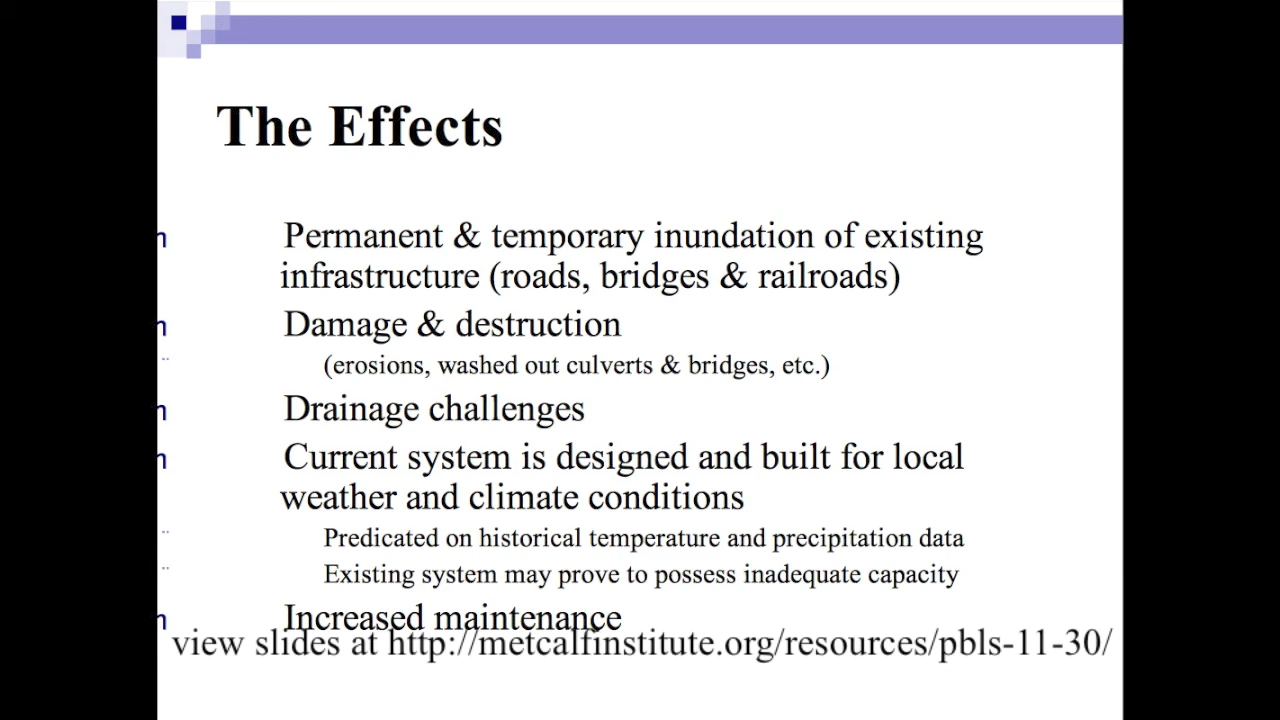 The Effects
n Permanent & temporary inundation of existing
infrastructure (roads, bridges & railroads)
n Damage & destruction
¨ (erosions, washed out culverts & bridges, etc.)
n Drainage challenges
n Current system is designed and built for local
weather and climate conditions
¨ Predicated on historical temperature and precipitation data
¨ Existing system may prove to possess inadequate capacity
n Increased maintenance
view slides at http://metcalfinstitute.org/resources/pbls-11-30/